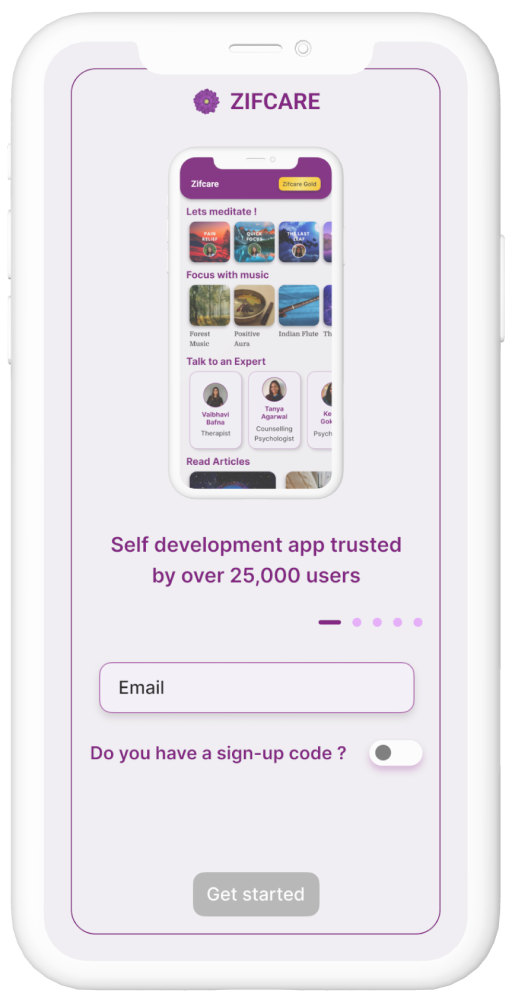 ZIFCARE
Zifcare
Zifcare Gold
Lets meditate !
PAIN
RELIEF
QUICK
FOCUS
THE LAST
LEAF
Focus with music
Forest
Music
Positive
Aura
Indian Flute
Th
Talk to an Expert
Vaibhavi
Bafna
Therapist
Tanya
Agarwal
Counselling
Psychologist
Ke
Gok
Psych
Read Articles
Self development app trusted
by over 25,000 users
Email
Do you have a sign-up code ?
Get started